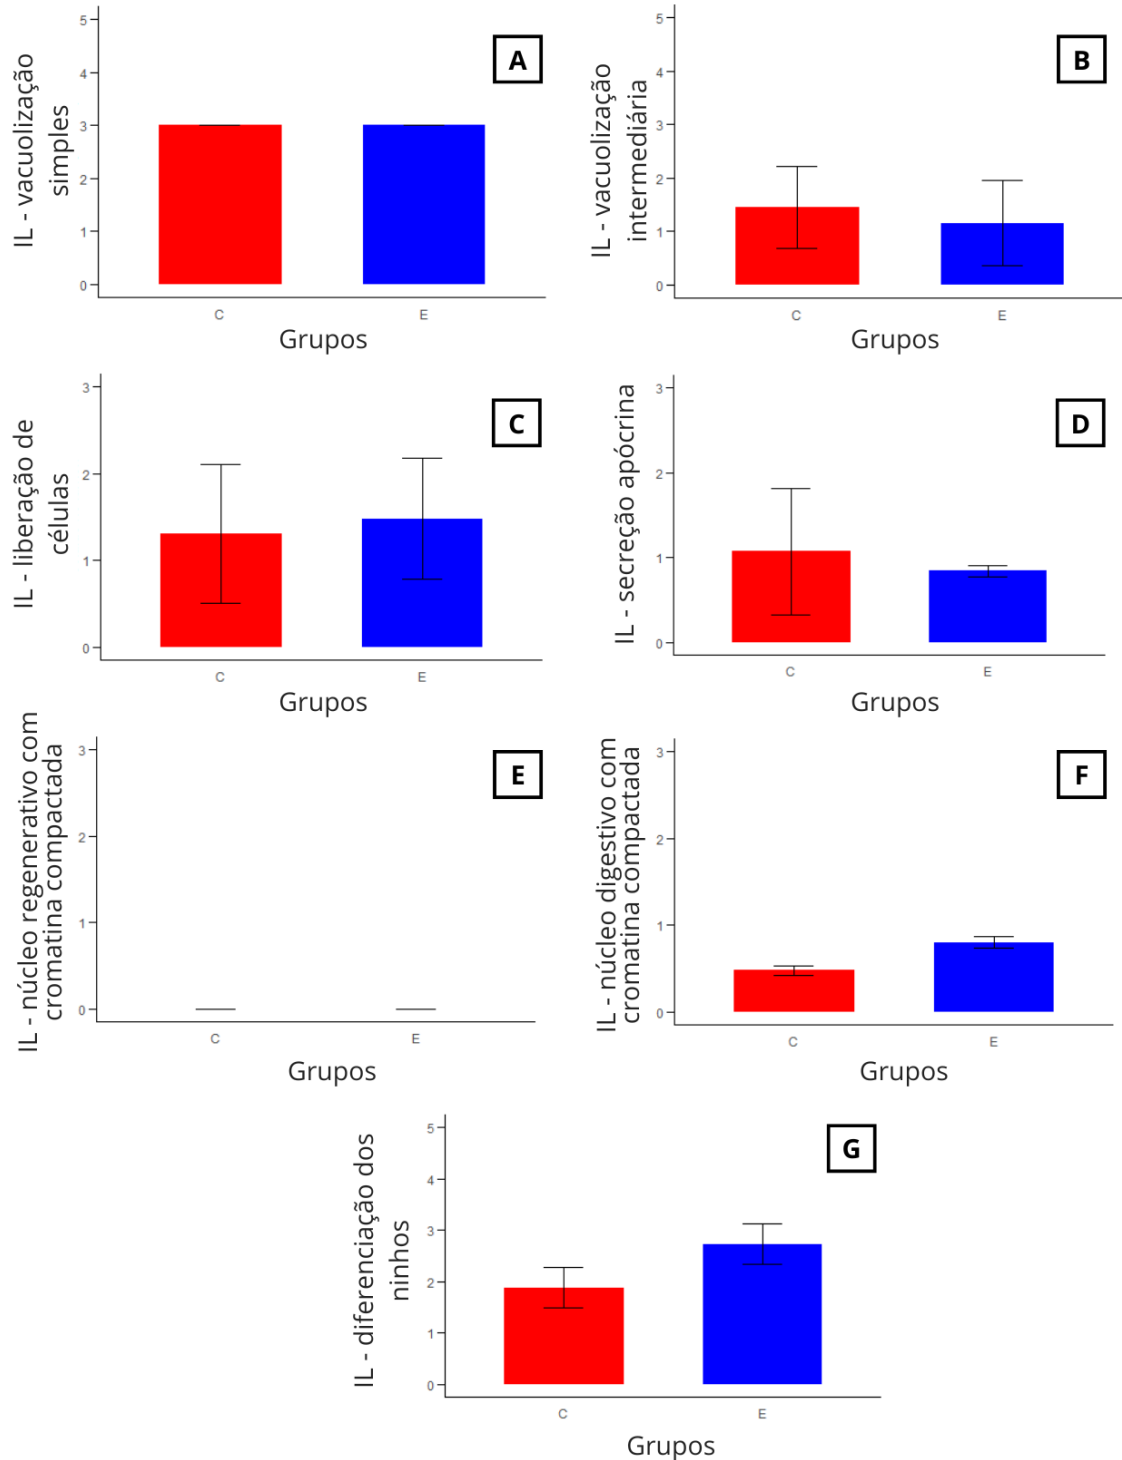 IL - vacuolização
simples
5
4
3
2
1
0
A
C
E
Grupos
IL - vacuolização
intermediária
5
4
3
2
1
0
B
C
E
Grupos
IL - liberação de
células
3
2
1
0
C
C
E
Grupos
IL - secreção apócrina
3
2
1
0
D
C
E
Grupos
IL - núcleo regenerativo com
cromatina compactada
3
2
1
0
E
C
E
Grupos
IL - núcleo digestivo com
cromatina compactada
3
2
1
0
F
C
E
Grupos
IL - diferenciação dos
ninhos
5
4
3
2
1
0
G
C
E
Grupos